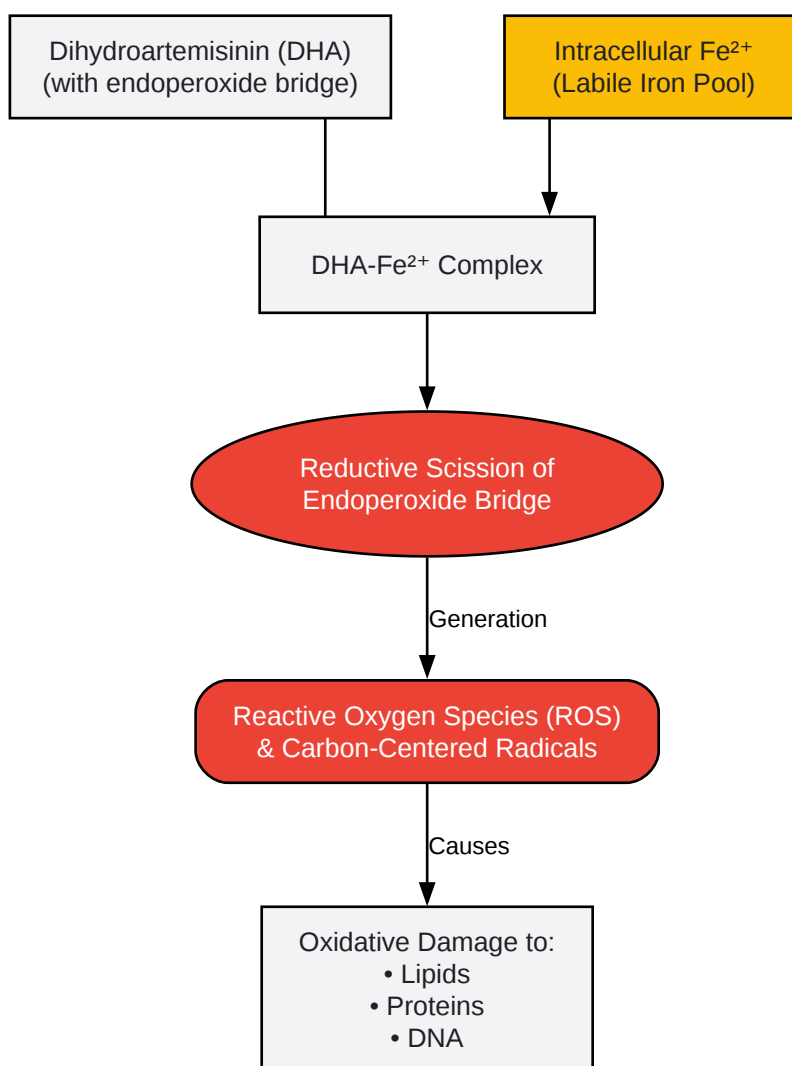 Dihydroartemisinin (DHA)
(with endoperoxide bridge)
Intracellular Fe²⁺
(Labile Iron Pool)
DHA-Fe²⁺ Complex
Reductive Scission of
Endoperoxide Bridge
Generation
Reactive Oxygen Species (ROS)
& Carbon-Centered Radicals
Causes
Oxidative Damage to:
• Lipids
• Proteins
• DNA